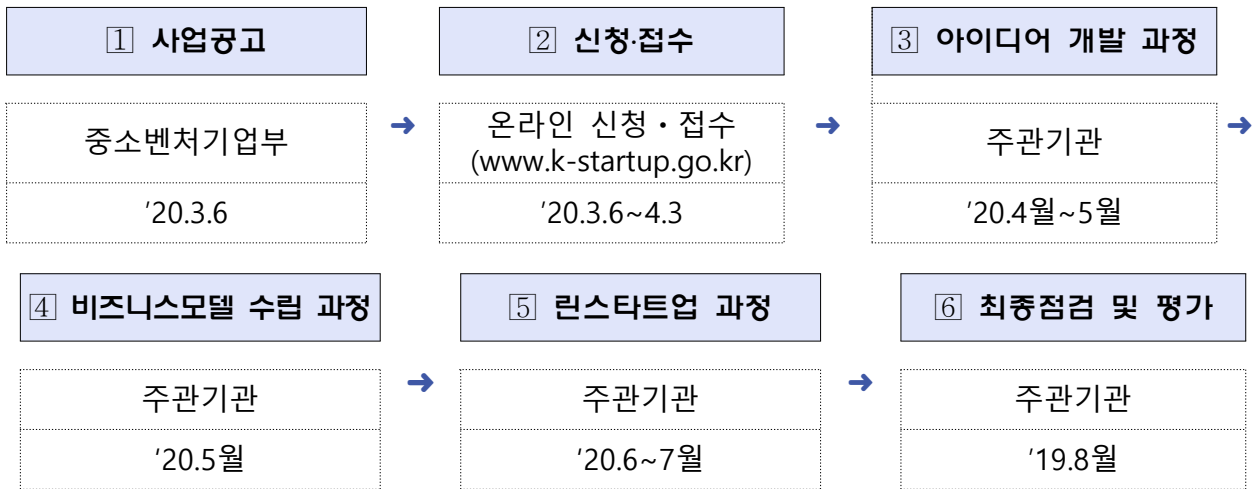 1 사업공고
2 신청·접수
3 아이디어 개발 과정
중소벤처기업부
➜
온라인 신청・접수
(www.k-startup.go.kr)
➜
주관기관
➜
'20.3.6
'20.3.6~4.3
'20.4월~5월
4 비즈니스모델 수립 과정
5 린스타트업 과정
6 최종점검 및 평가
주관기관
➜
주관기관
➜
주관기관
'20.5월
'20.6~7월
'19.8월